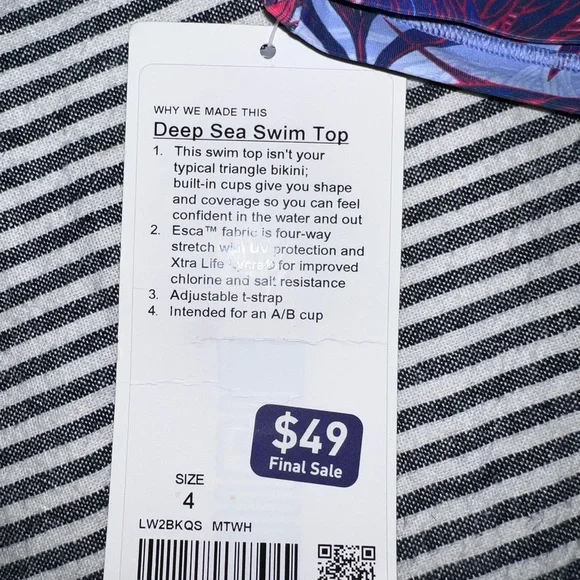 WHY WE MADE THIS
Deep Sea Swim Top
1. This swim top isn't your
typical triangle bikini;
built-in cups give you shape
and coverage so you can feel
confident in the water and out
2. Esca™ fabric is four-way
stretch with UV protection and
Xtra Life Lycra® for improved
chlorine and salt resistance
3. Adjustable t-strap
4. Intended for an A/B cup
$49
Final Sale
SIZE
4
LW2BKQS MTWH